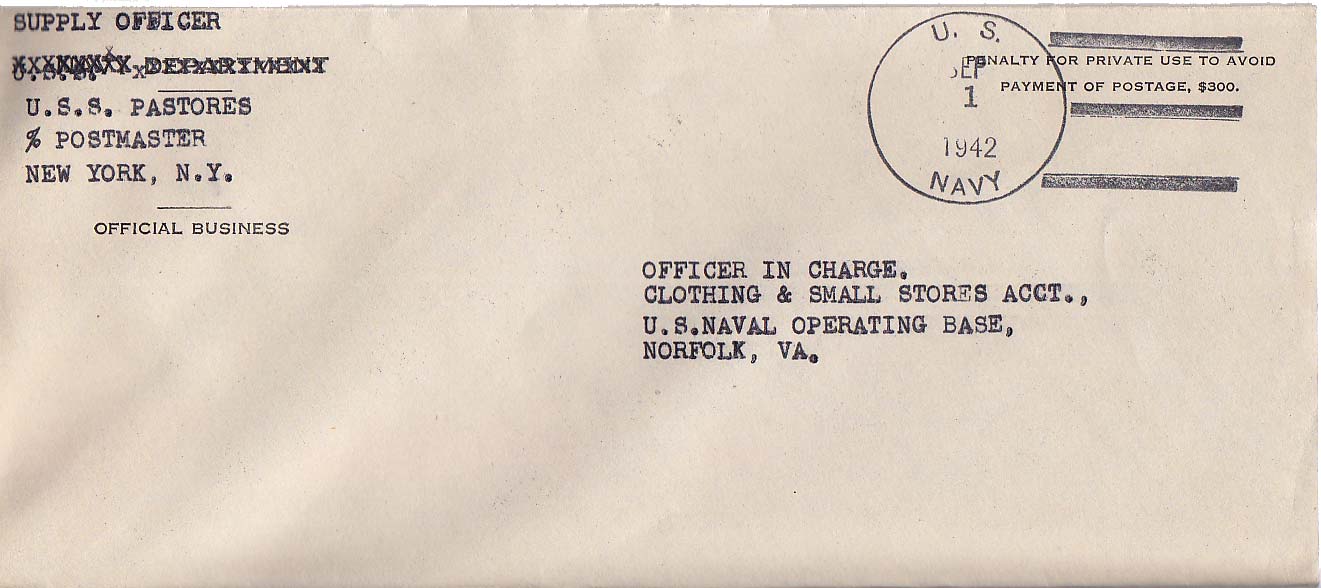 SUPPLY OFFICER
DEPARTMENT
U.S.S. PASTORES
% POSTMASTER
NEW YORK, N.Y.
OFFICIAL BUSINESS
U. S.
SEP
1
1942
NAVY
PENALTY FOR PRIVATE USE TO AVOID
PAYMENT OF POSTAGE, $300.
OFFICER IN CHARGE.
CLOTHING & SMALL STORES ACCT.,
U.S.NAVAL OPERATING BASE,
NORFOLK, VA.